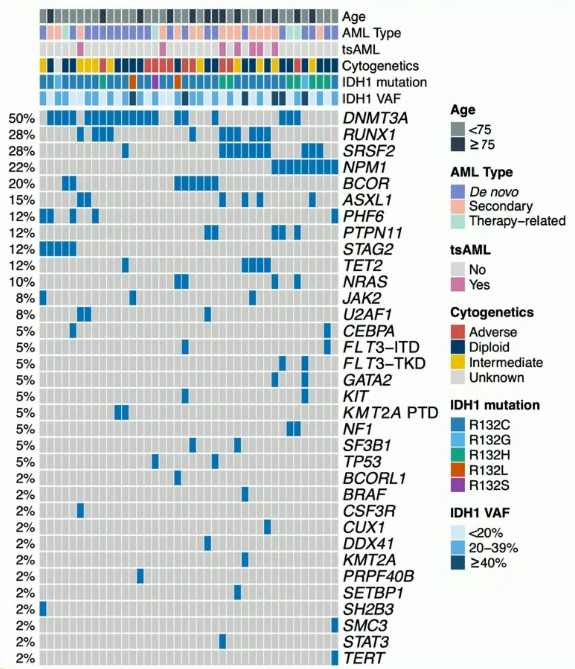 Age
AML Type
tsAML
Cytogenetics
IDH1 mutation
IDH1 VAF
50% DNMT3A
28% RUNX1
28% SRSF2
22% NPM1
20% BCOR
15% ASXL1
12% PHF6
12% PTPN11
12% STAG2
12% TET2
10% NRAS
8% JAK2
8% U2AF1
5% CEBPA
5% FLT3–ITD
5% FLT3–TKD
5% GATA2
5% KIT
5% KMT2A PTD
5% NF1
5% SF3B1
5% TP53
2% BCORL1
2% BRAF
2% CSF3R
2% CUX1
2% DDX41
2% KMT2A
2% PRPF40B
2% SETBP1
2% SH2B3
2% SMC3
2% STAT3
2% TERT
Age
<75
≥75
AML Type
De novo
Secondary
Therapy–related
tsAML
No
Yes
Cytogenetics
Adverse
Diploid
Intermediate
Unknown
IDH1 mutation
R132C
R132G
R132H
R132L
R132S
IDH1 VAF
<20%
20–39%
≥40%